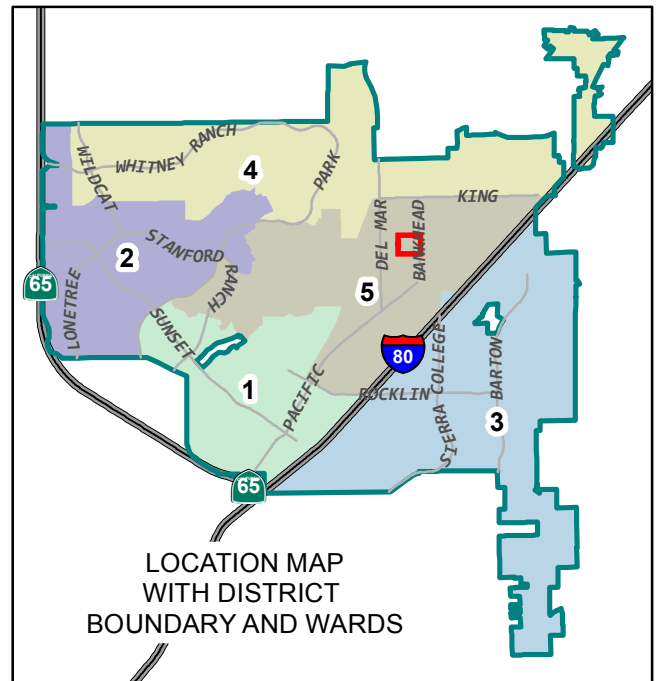 WHITNEY RANCH
WILDCAT
4
PARK
KING
DEL MAR
BANKHEAD
STANFORD
RANCH
2
65
LONETREE
SUNSET
5
80
1
PACIFIC
ROCKLIN
SIERRA COLLEGE
BARTON
3
65
LOCATION MAP
WITH DISTRICT
BOUNDARY AND WARDS